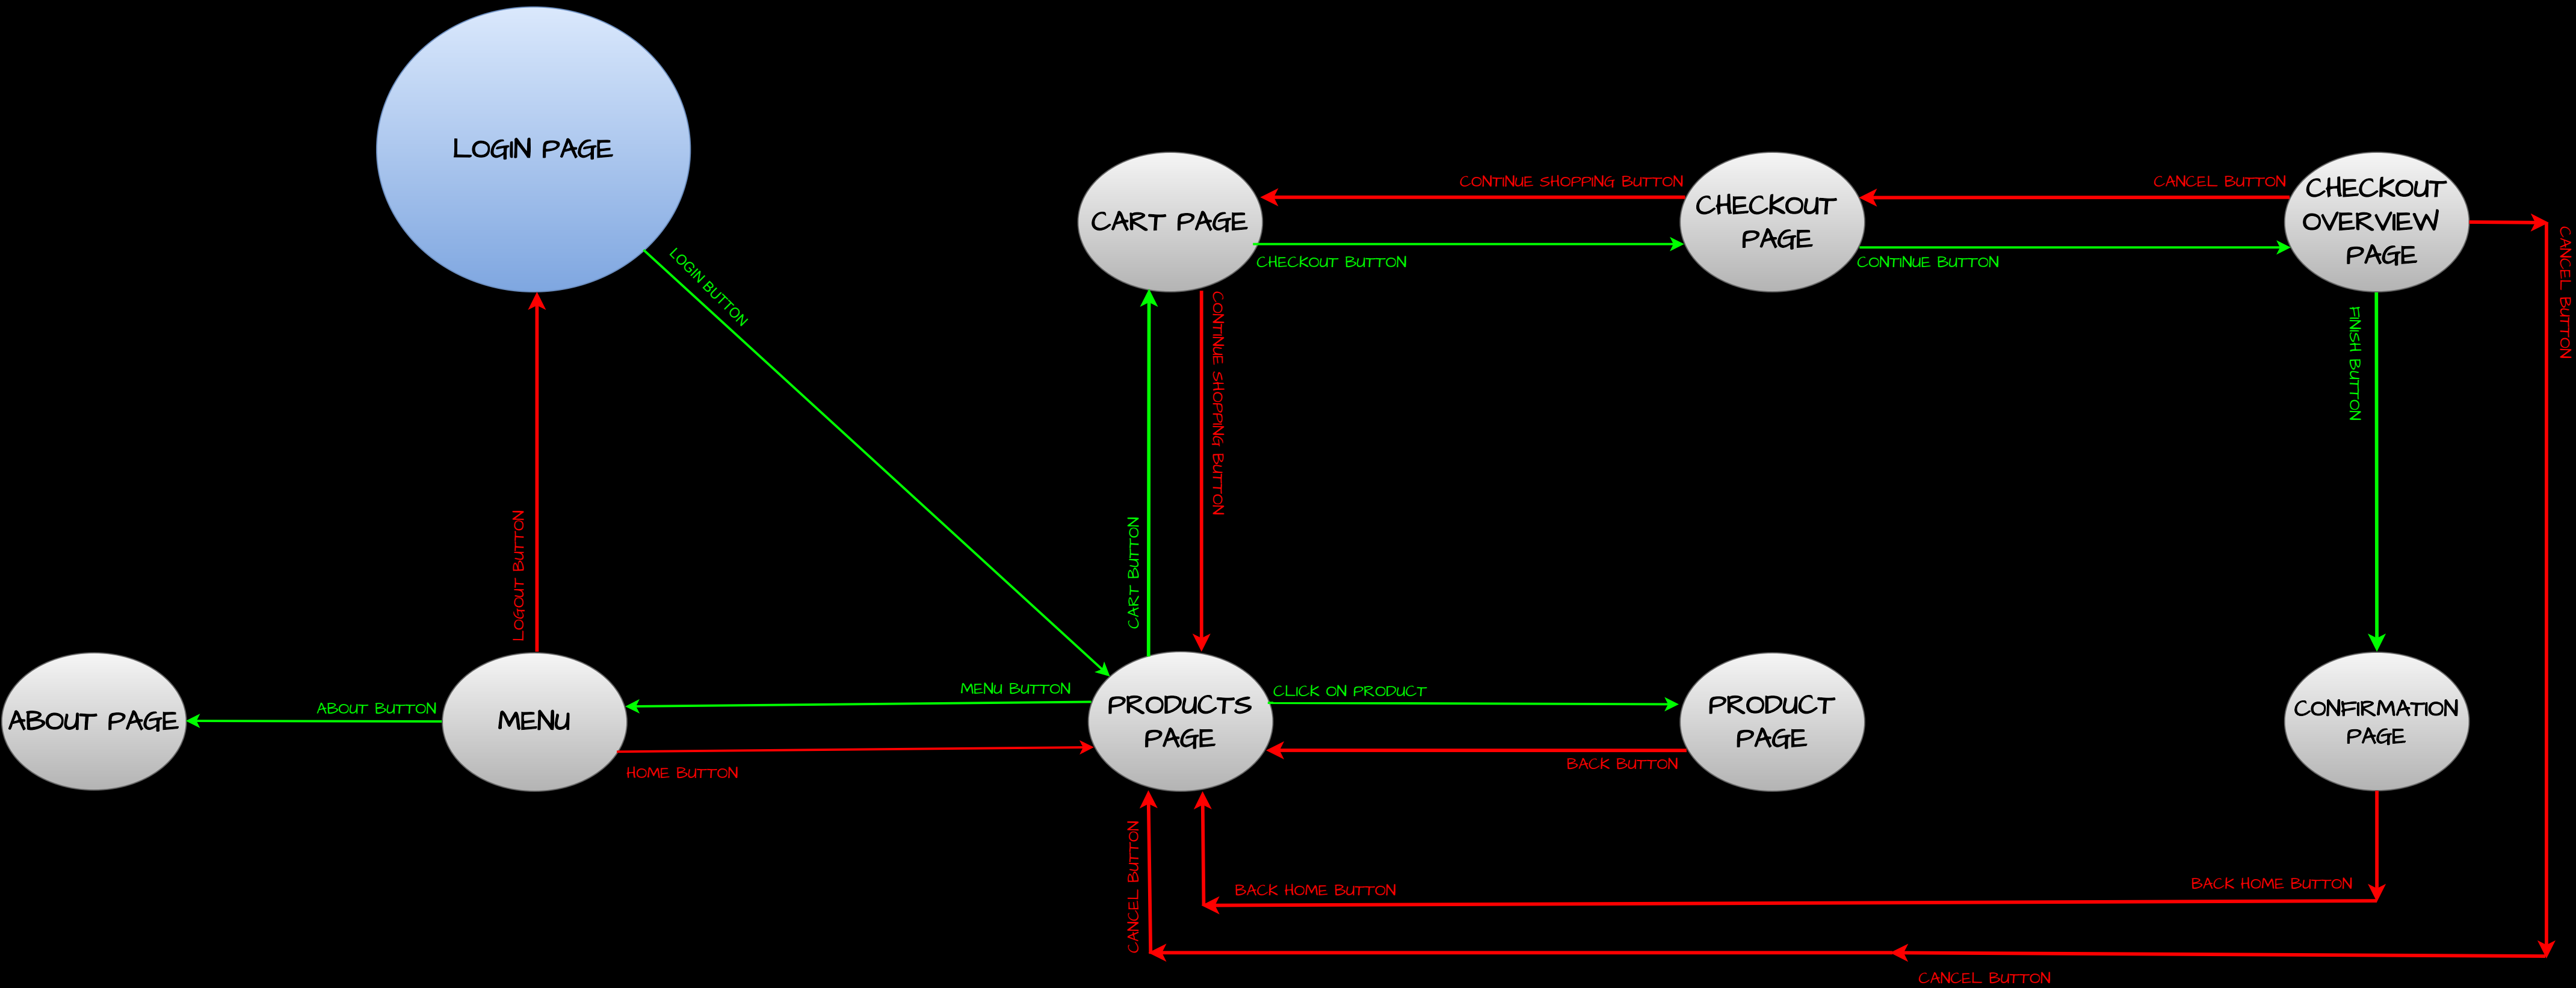 LOGIN PAGE
LOGIN BUTTON
CART PAGE
CONTINUE SHOPPING BUTTON
CHECKOUT BUTTON
CHECKOUT
PAGE
CANCEL BUTTON
CONTINUE BUTTON
CHECKOUT
OVERVIEW
PAGE
CANCEL BUTTON
FINISH BUTTON
CONTINUE SHOPPING BUTTON
CART BUTTON
LOGOUT BUTTON
ABOUT PAGE
ABOUT BUTTON
MENU
MENU BUTTON
HOME BUTTON
PRODUCTS
PAGE
CLICK ON PRODUCT
BACK BUTTON
PRODUCT
PAGE
CONFIRMATION
PAGE
CANCEL BUTTON
BACK HOME BUTTON
BACK HOME BUTTON
CANCEL BUTTON